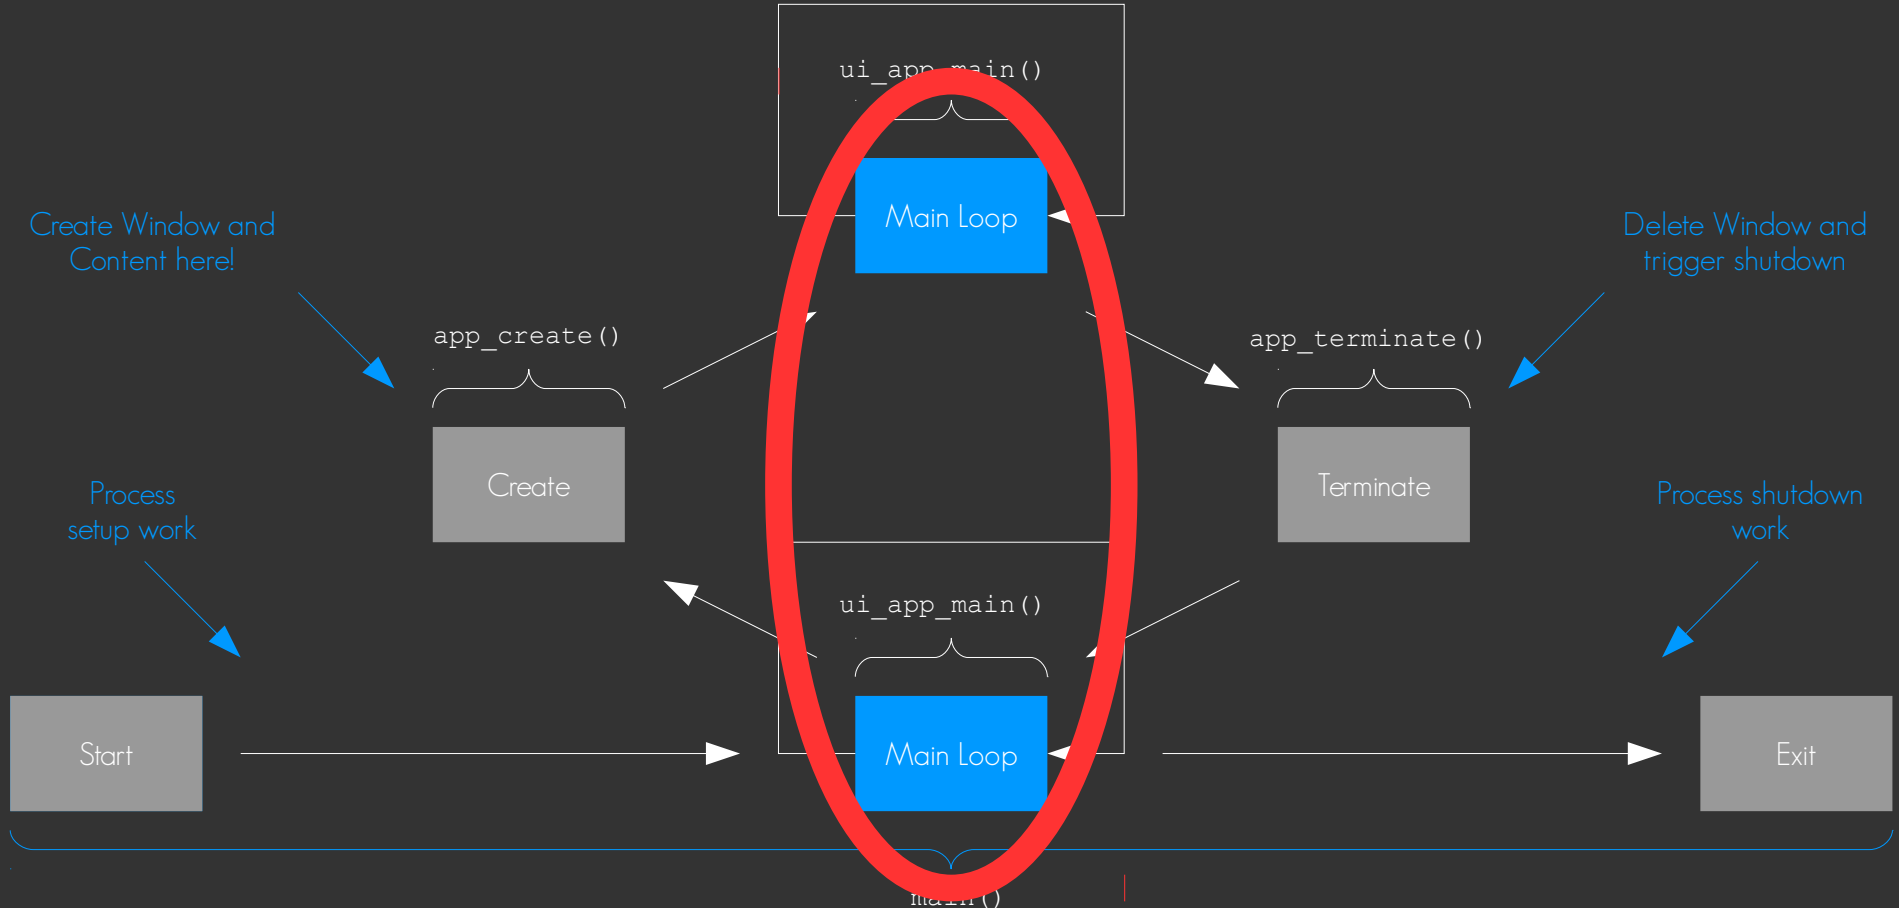 ui_app_main()
Main Loop
Create Window and
Content here!
Delete Window and
trigger shutdown
app_create()
app_terminate()
Create
Terminate
Process
setup work
Process shutdown
work
ui_app_main()
Start
Main Loop
Exit
main()